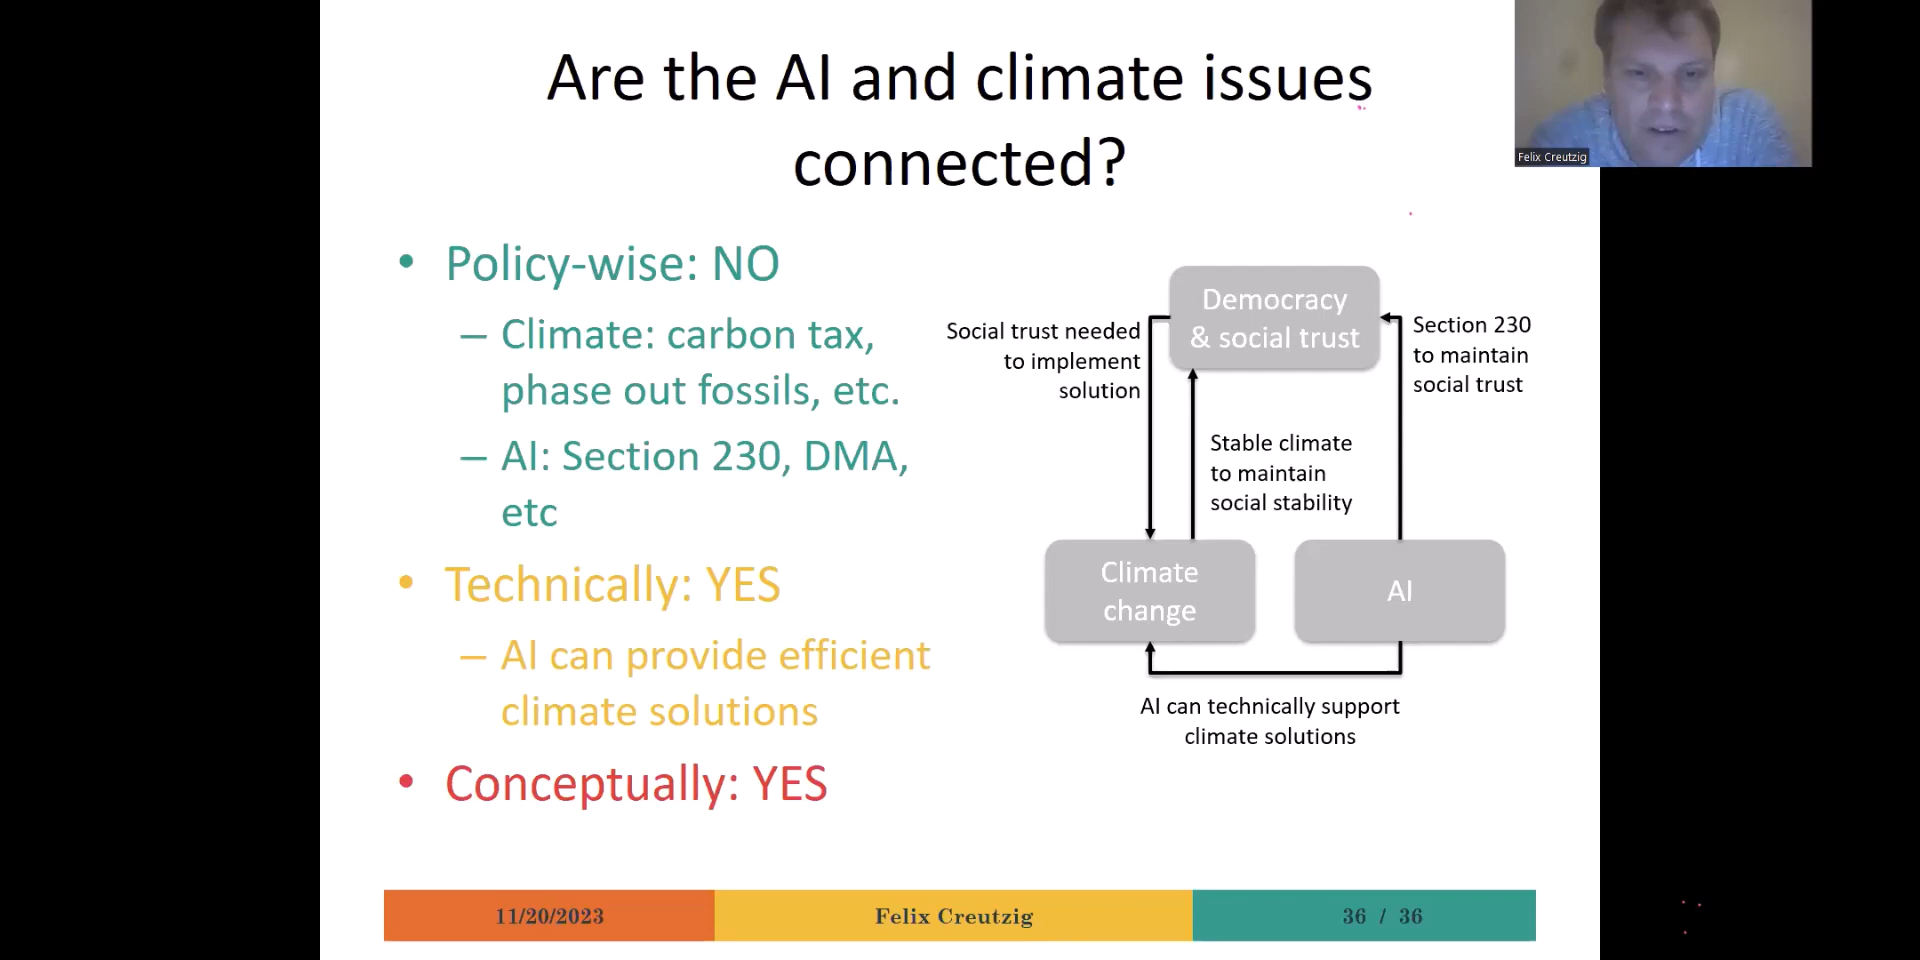 Are the AI and climate issues
connected?
Felix Creutzig
• Policy-wise: NO
– Climate: carbon tax,
phase out fossils, etc.
– AI: Section 230, DMA,
etc
• Technically: YES
– AI can provide efficient
climate solutions
• Conceptually: YES
Democracy
& social trust
Social trust needed
to implement
solution
Section 230
to maintain
social trust
Stable climate
to maintain
social stability
Climate
change
AI
AI can technically support
climate solutions
11/20/2023
Felix Creutzig
36 / 36